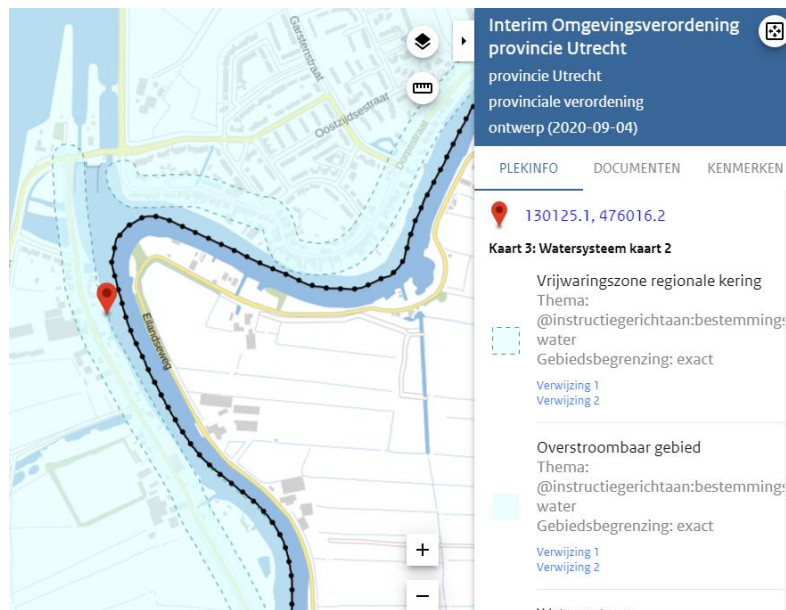 Garstenstraat
Oostzijdsestraat
Dorpsstraat
Eilandseweg
+
−
Interim Omgevingsverordening
provincie Utrecht
provincie Utrecht
provinciale verordening
ontwerp (2020-09-04)
PLEKINFO DOCUMENTEN KENMERKEN
130125.1, 476016.2
Kaart 3: Watersysteem kaart 2
Vrijwaringszone regionale kering
Thema:
@instructiegerichtaan:bestemmings
water
Gebiedsbegrenzing: exact
Verwijzing 1
Verwijzing 2
Overstroombaar gebied
Thema:
@instructiegerichtaan:bestemmings
water
Gebiedsbegrenzing: exact
Verwijzing 1
Verwijzing 2